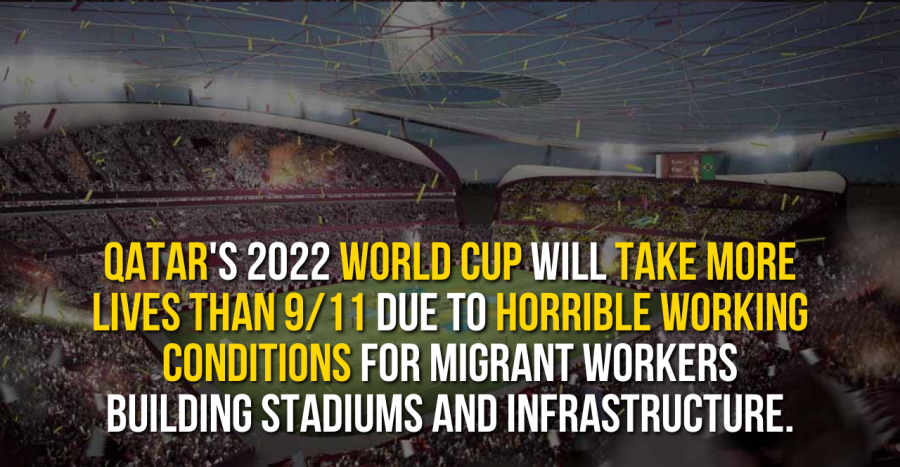 QATAR'S 2022 WORLD CUP WILL TAKE MORE
LIVES THAN 9/11 DUE TO HORRIBLE WORKING
CONDITIONS FOR MIGRANT WORKERS
BUILDING STADIUMS AND INFRASTRUCTURE.